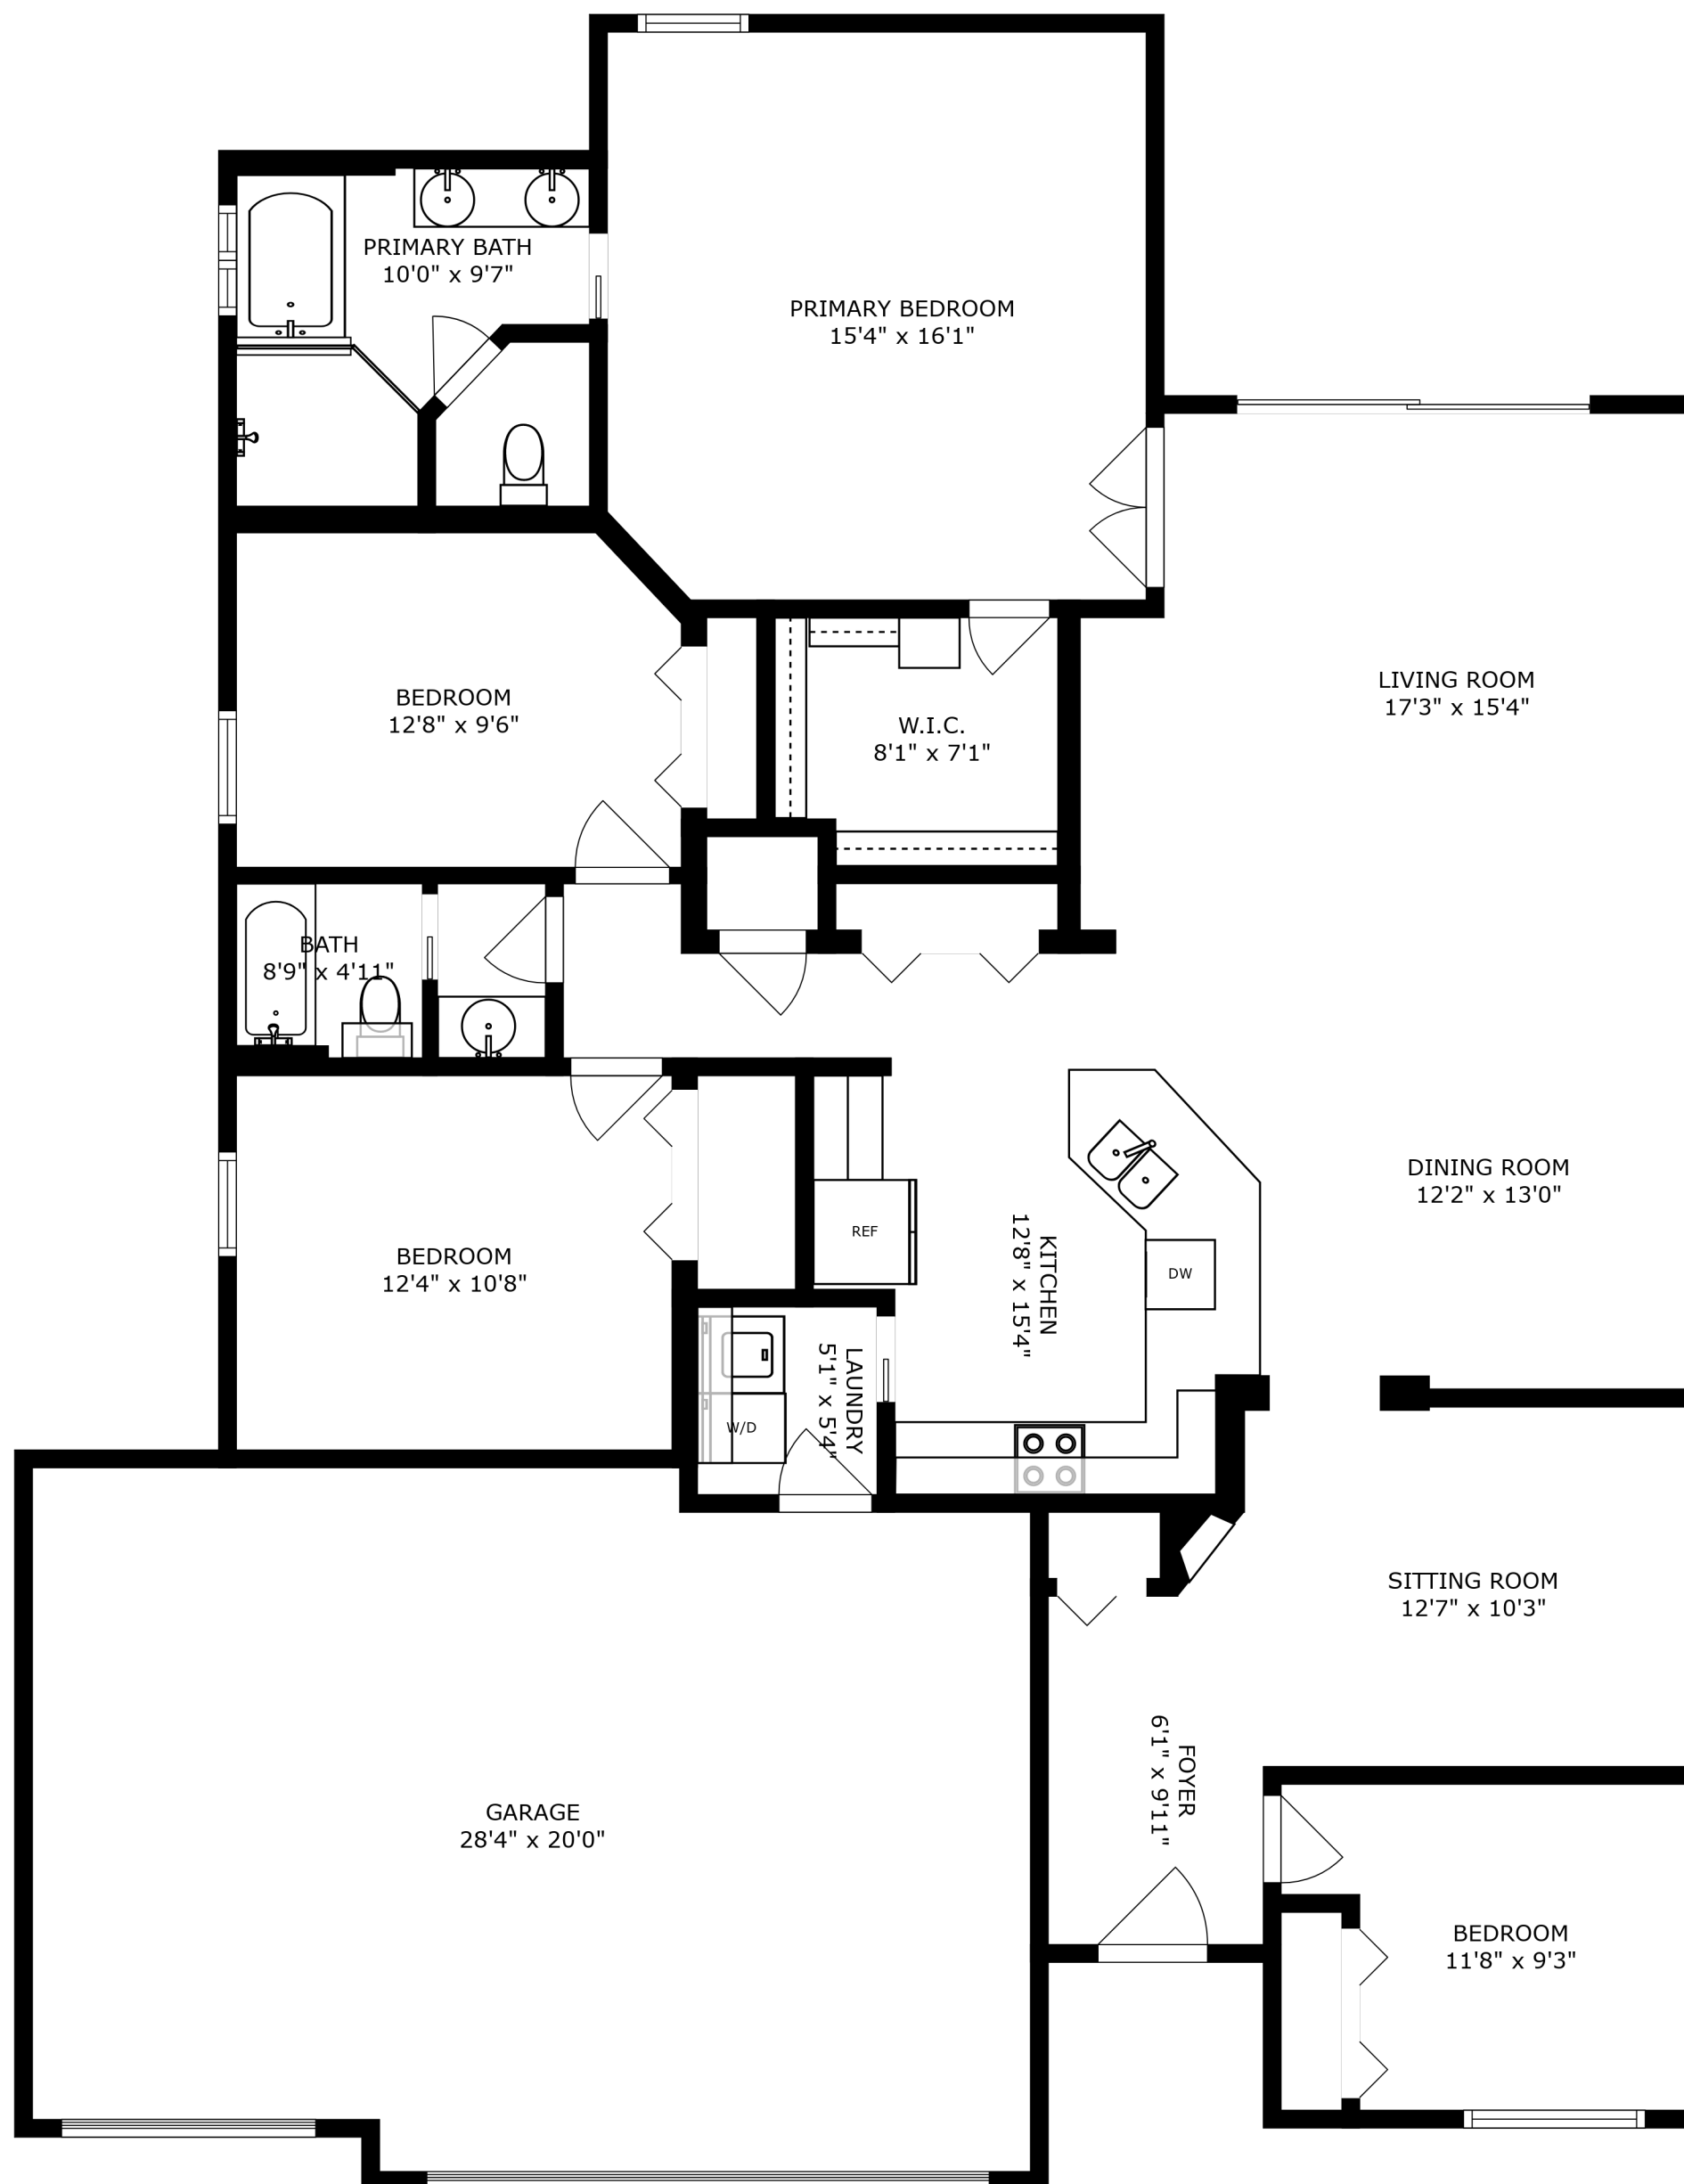 PRIMARY BATH
10'0" x 9'7"
PRIMARY BEDROOM
15'4" x 16'1"
LIVING ROOM
17'3" x 15'4"
BEDROOM
12'8" x 9'6"
W.I.C.
8'1" x 7'1"
BATH
8'9" x 4'11"
DINING ROOM
12'2" x 13'0"
REF
KITCHEN
12'8" x 15'4"
DW
BEDROOM
12'4" x 10'8"
LAUNDRY
5'1" x 5'4"
W/D
SITTING ROOM
12'7" x 10'3"
FOYER
6'1" x 9'11"
GARAGE
28'4" x 20'0"
BEDROOM
11'8" x 9'3"